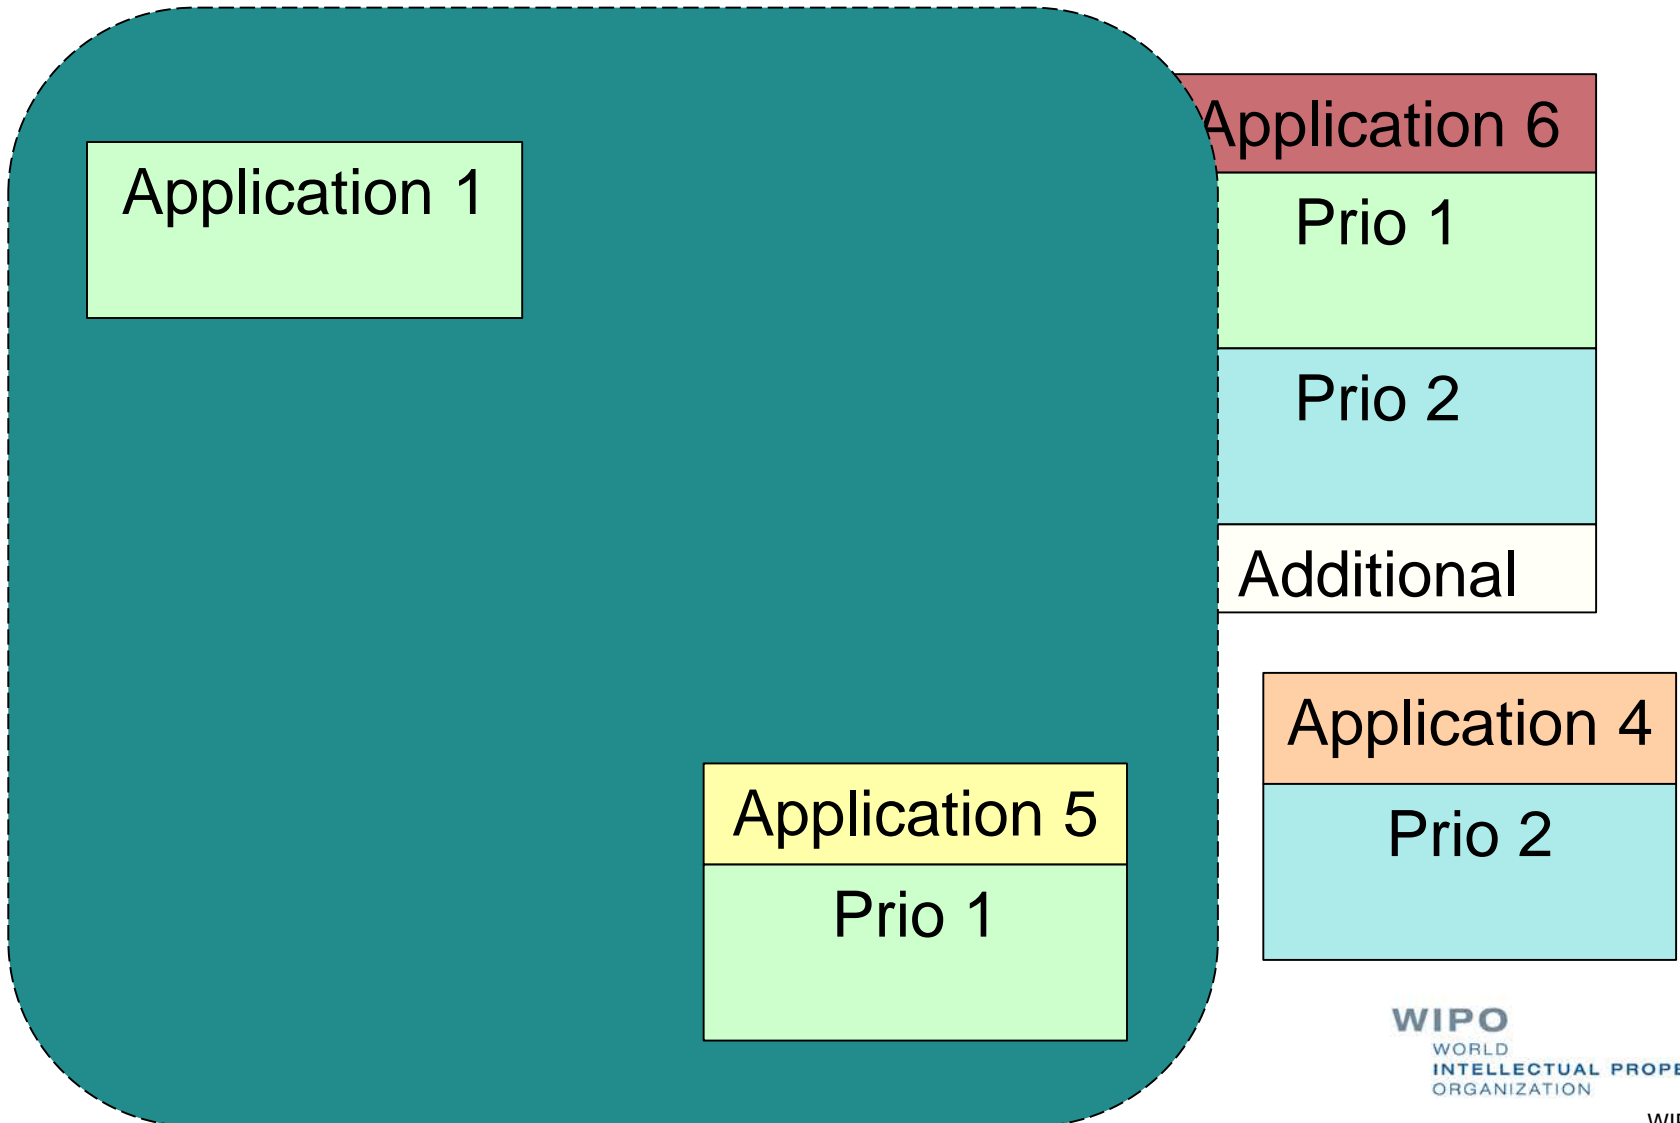 Application 6
Prio 1
Application 1
Prio 2
Additional
Application 4
Application 5
Prio 2
Prio 1
WIPO
WORLD
INTELLECTUAL
ORGANIZATION